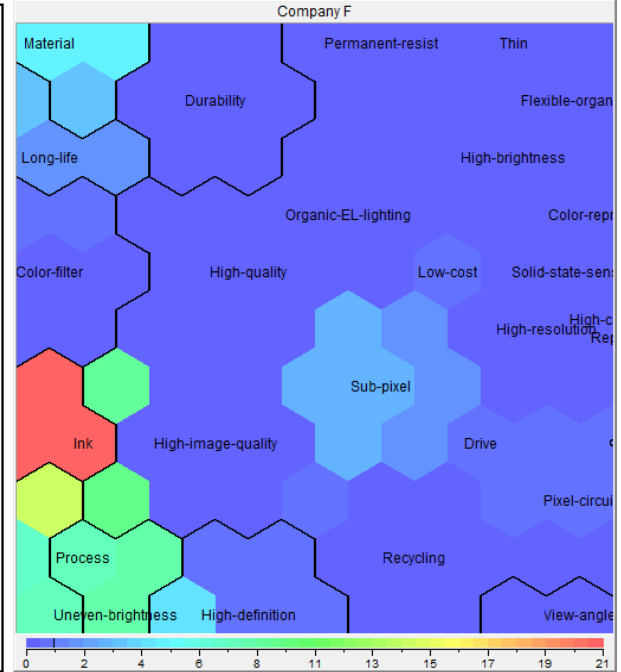 Company F
Material
Permanent-resist
Thin
Durability
Flexible-organ
Long-life
High-brightness
Organic-EL-lighting
Color-repr
Color-filter
High-quality
Low-cost
Solid-state-sens
High-c
High-resolution
Rep
Sub-pixel
Ink
High-image-quality
Drive
Pixel-circui
Process
Recycling
Uneven-brightness
High-definition
View-angle
0 2 4 6 8 11 13 15 17 19 21